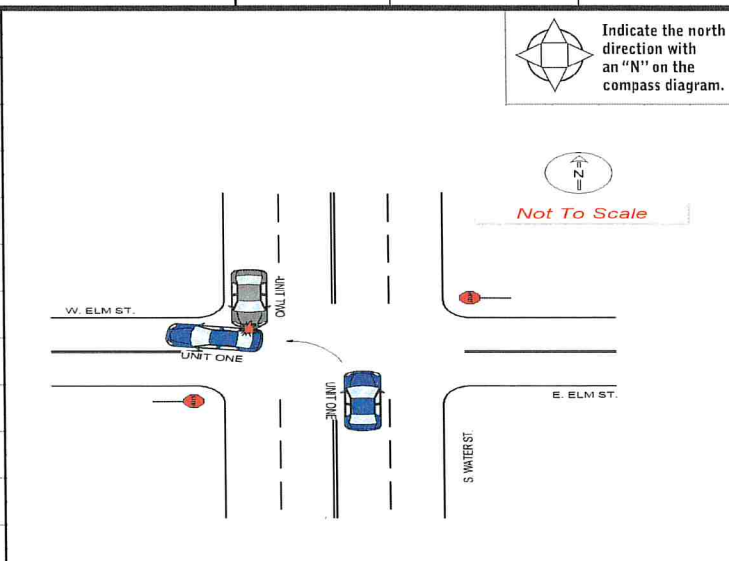 Indicate the north
direction with
an "N" on the
compass diagram.
N
Not To Scale
UNIT TWO
W. ELM ST.
UNIT ONE
UNIT ONE
E. ELM ST.
S. WATER ST.